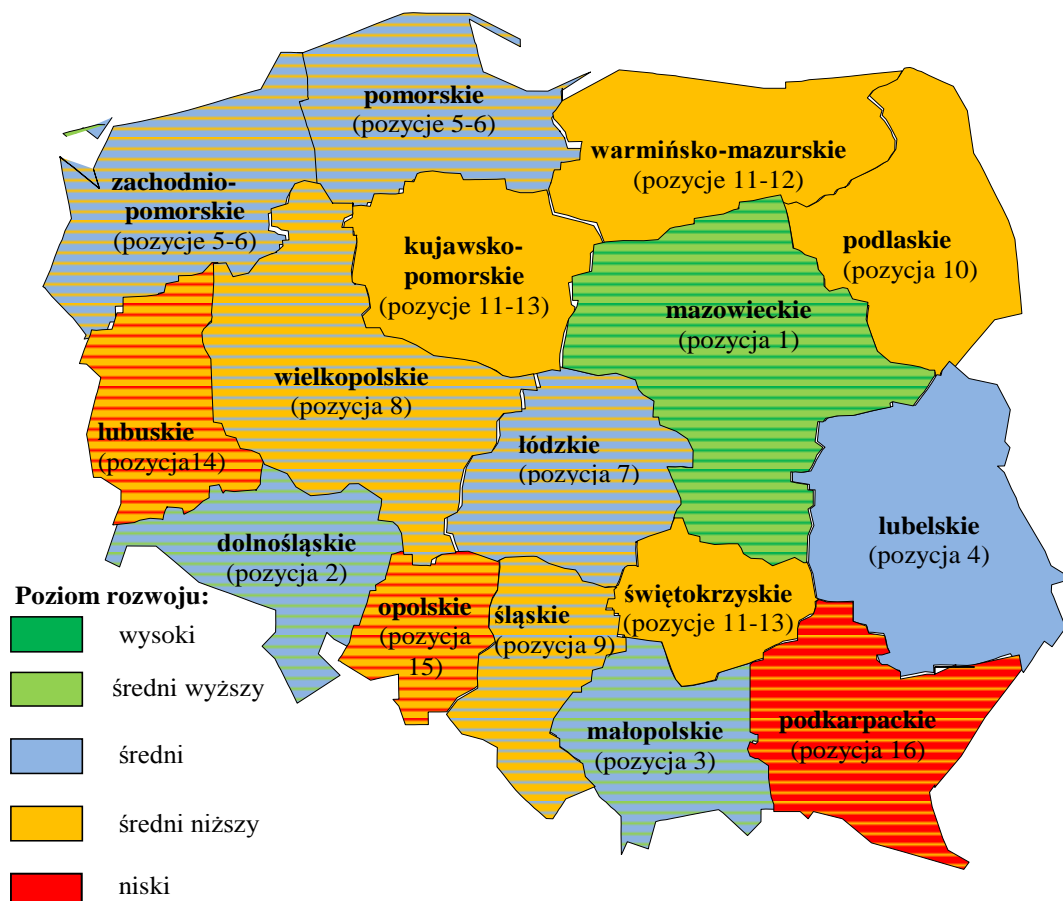 pomorskie
(pozycje 5-6)
warmińsko-mazurskie
(pozycje 11-12)
zachodnio-
pomorskie
(pozycje 5-6)
kujawsko-
pomorskie
(pozycje 11-13)
podlaskie
(pozycja 10)
mazowieckie
(pozycja 1)
wielkopolskie
(pozycja 8)
lubuskie
(pozycja14)
łódzkie
(pozycja 7)
lubelskie
(pozycja 4)
dolnośląskie
(pozycja 2)
opolskie
(pozycja
15)
śląskie
(pozycja 9)
świętokrzyskie
(pozycje 11-13)
małopolskie
(pozycja 3)
podkarpackie
(pozycja 16)
Poziom rozwoju:
wysoki
średni wyższy
średni
średni niższy
niski